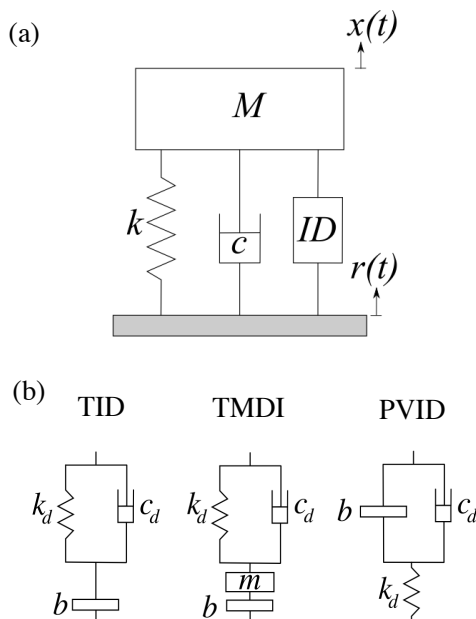 (a)
x(t)
M
k
c
ID
r(t)
(b)
TID TMDI PVID
k_d c_d k_d c_d b c_d
m
b b k_d